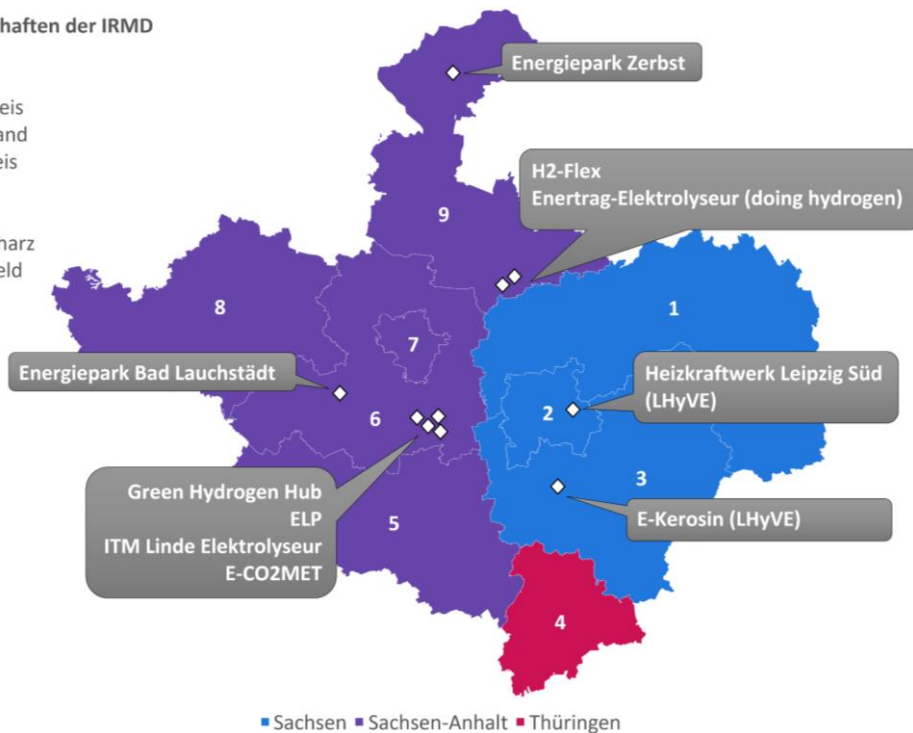 haften der IRMD
eis
and
eis
harz
eld
Energiepark Zerbst
H2-Flex
Enertrag-Elektrolyseur (doing hydrogen)
9
8
1
7
Energiepark Bad Lauchstädt
Heizkraftwerk Leipzig Süd
(LHyVE)
2
6
3
Green Hydrogen Hub
ELP
ITM Linde Elektrolyseur
E-CO2MET
5
E-Kerosin (LHyVE)
4
Sachsen Sachsen-Anhalt Thüringen